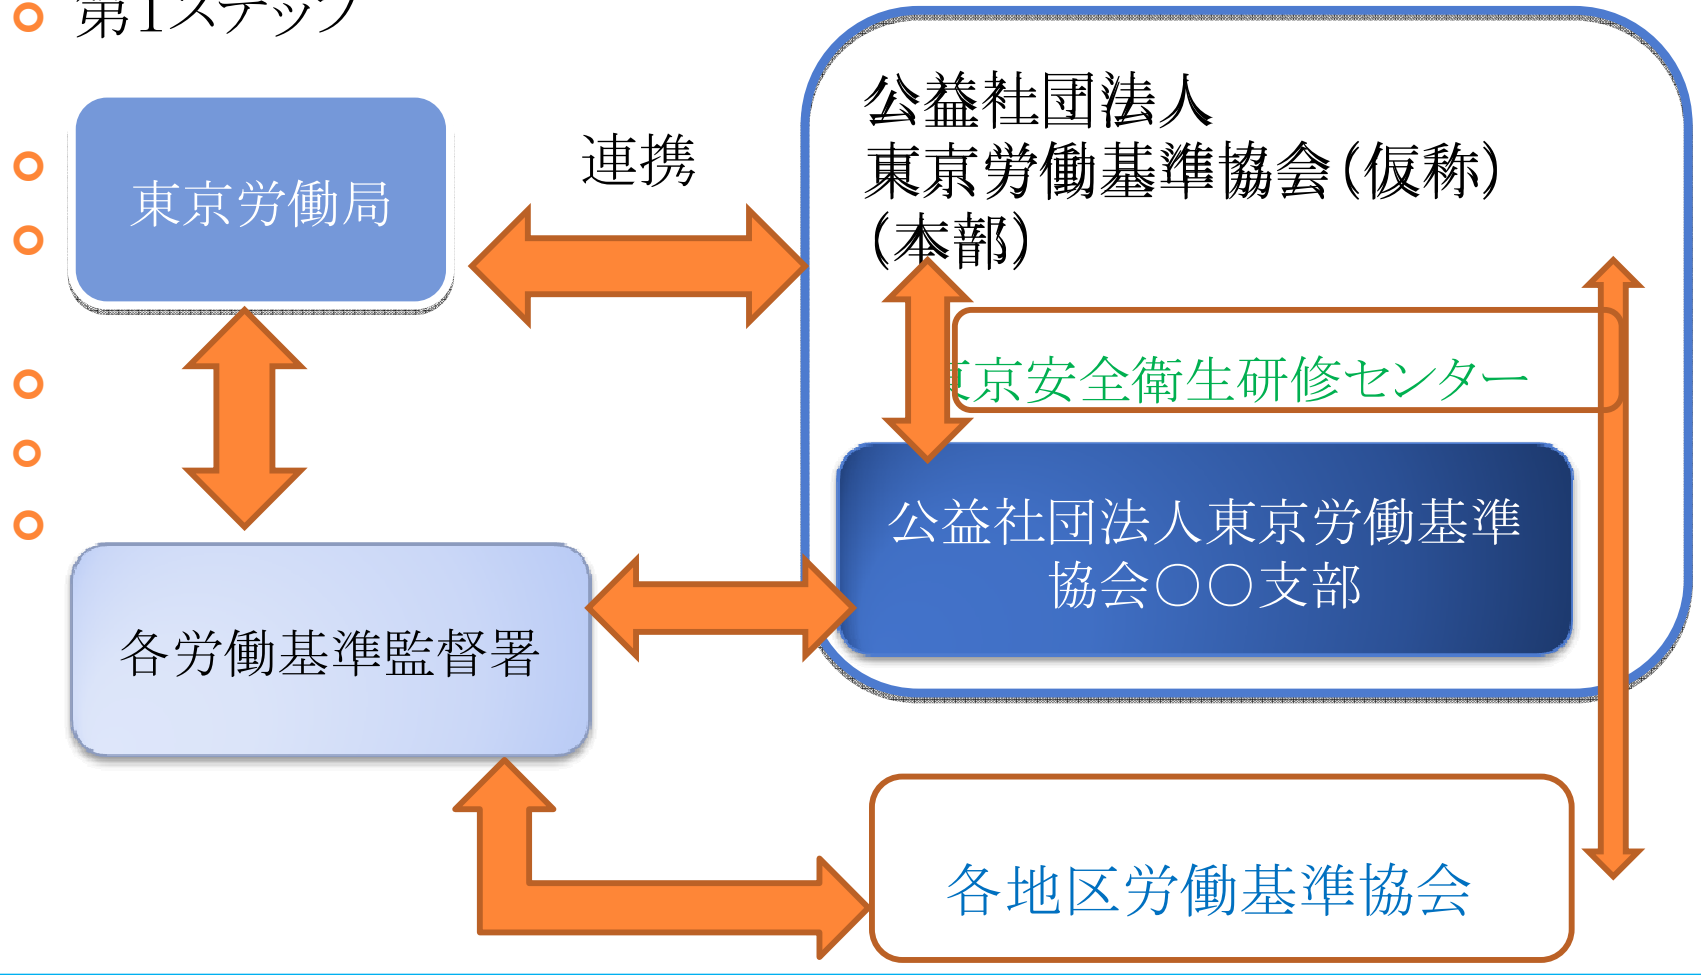 第1ステップ
東京労働局
連携
公益社団法人
東京労働基準協会(仮称)
(本部)
東京安全衛生研修センター
公益社団法人東京労働基準
協会○○支部
各労働基準監督署
各地区労働基準協会